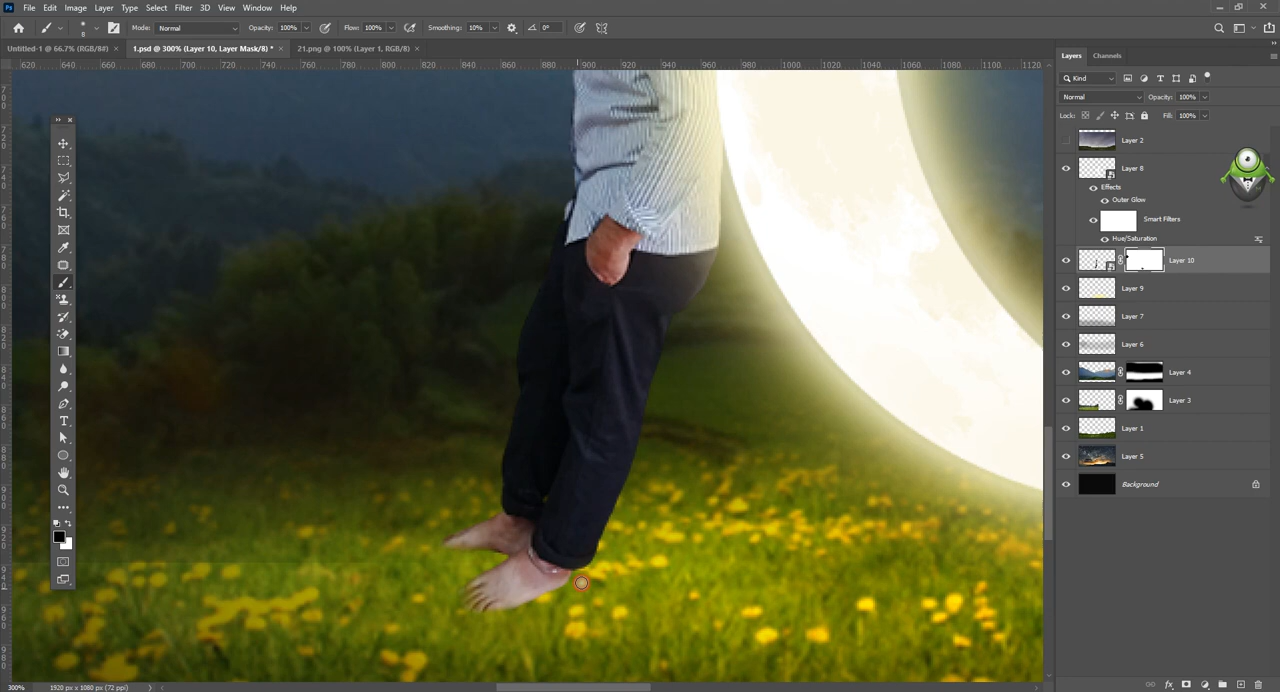 File Edit Image Layer Type Select Filter 3D View Window Help
Mode: Normal Opacity: 100% Flow: 100% Smoothing: 10% 0°
Untitled-1 @ 66.7% (RGB/8#) × 1.psd @ 300% (Layer 10, Layer Mask/8) * × 21.png @ 100% (Layer 1, RGB/8) ×
620 640 660 680 700 720 740 760 780 800 820 840 860 880 900 920 940 960 980 1000 1020 1040 1060 1080 1100 1120
Layers Channels
Kind
Normal Opacity: 100%
Lock: Fill: 100%
Layer 2
Layer 8
Effects
Outer Glow
Smart Filters
Hue/Saturation
Layer 10
Layer 9
Layer 7
Layer 6
Layer 4
Layer 3
Layer 1
Layer 5
Background
300% 1920 px x 1080 px (72 ppi)